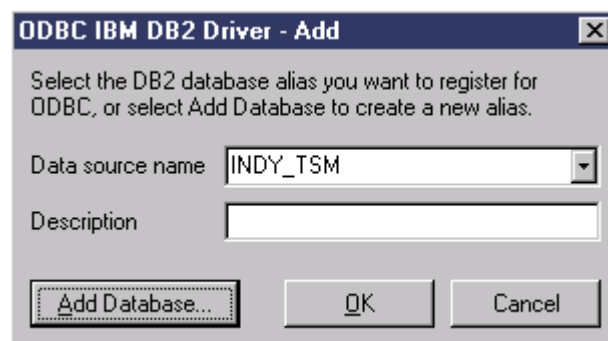 ODBC IBM DB2 Driver - Add
Select the DB2 database alias you want to register for
ODBC, or select Add Database to create a new alias.
Data source name INDY_TSM
Description
Add Database... OK Cancel